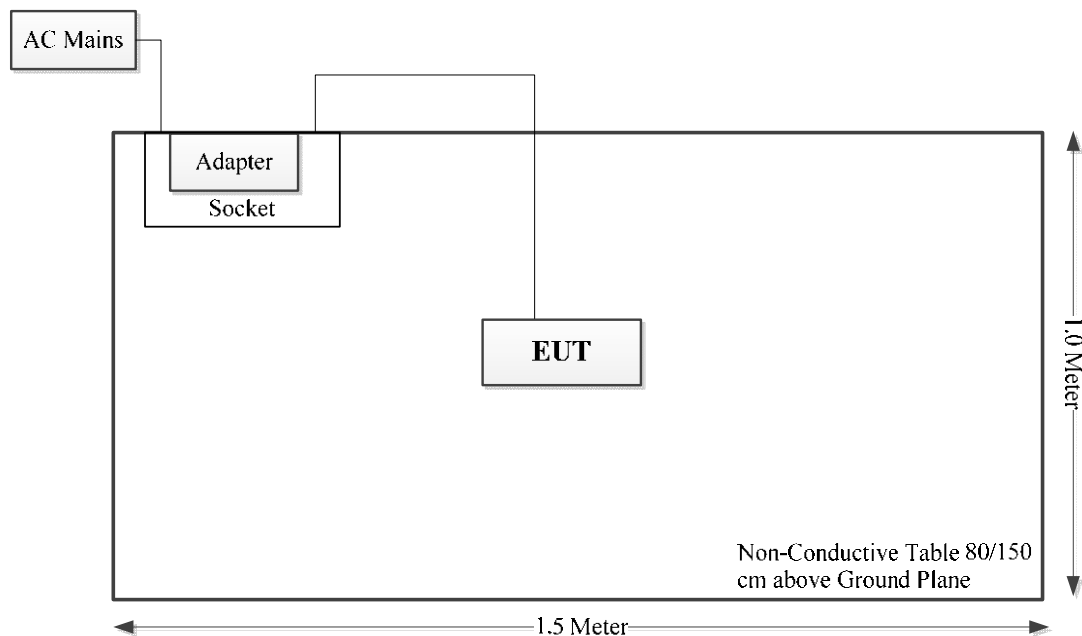 AC Mains
Adapter
Socket
EUT
1.0 Meter
Non-Conductive Table 80/150
cm above Ground Plane
1.5 Meter